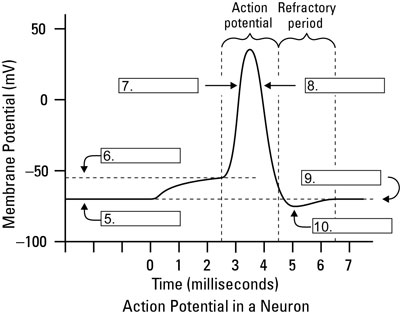 Action Refractory
potential period
50
0
−50
−100
Membrane Potential (mV)
7.
8.
6.
9.
5.
10.
0 1 2 3 4 5 6 7
Time (milliseconds)
Action Potential in a Neuron